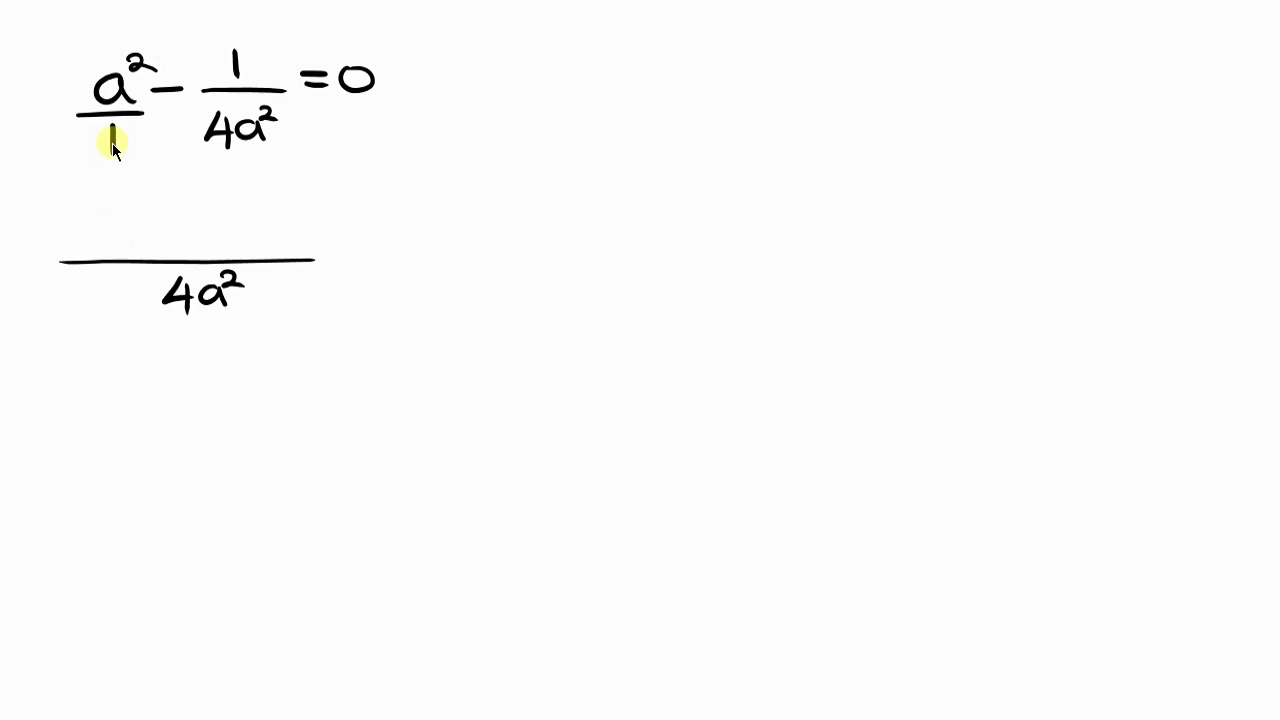 a²/1 - 1/4a² = 0
4a²